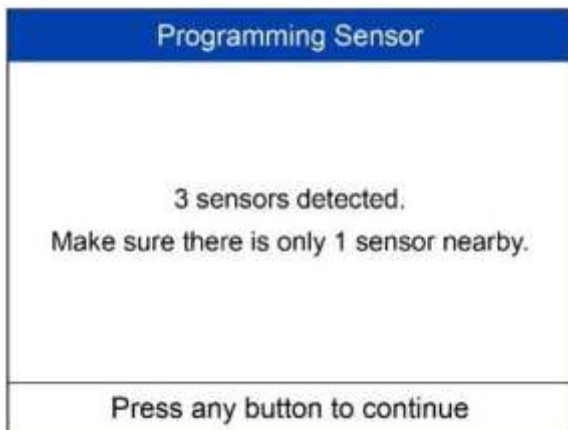 Programming Sensor
3 sensors detected.
Make sure there is only 1 sensor nearby.
Press any button to continue